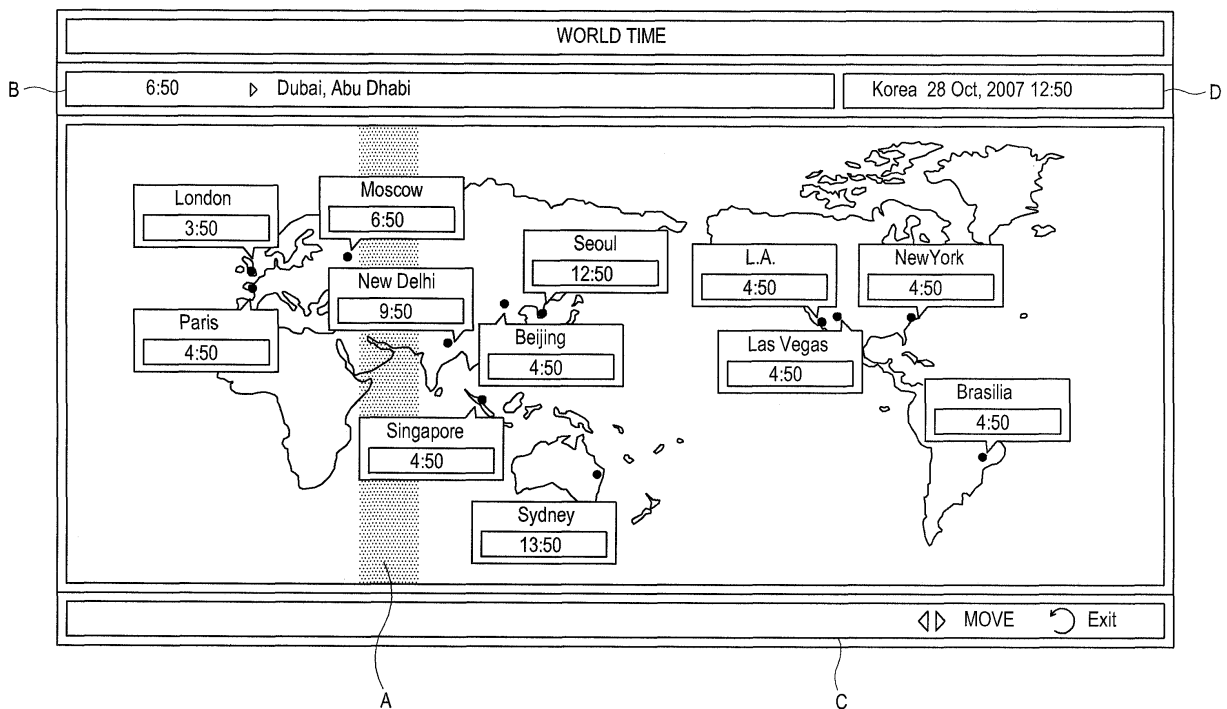 WORLD TIME
B
6:50 ▷ Dubai, Abu Dhabi
Korea 28 Oct, 2007 12:50
D
London
3:50
Moscow
6:50
Seoul
12:50
L.A.
4:50
NewYork
4:50
New Delhi
9:50
Paris
4:50
Beijing
4:50
Las Vegas
4:50
Brasilia
4:50
Singapore
4:50
Sydney
13:50
◁▷ MOVE
Exit
A
C